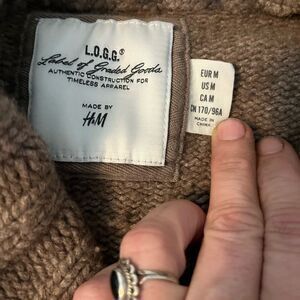 L.O.G.G.®
Label of Graded Goods
AUTHENTIC CONSTRUCTION FOR
TIMELESS APPAREL
MADE BY
H&M
EUR M
US M
CA M
CN 170/96A
MADE IN
CHINA